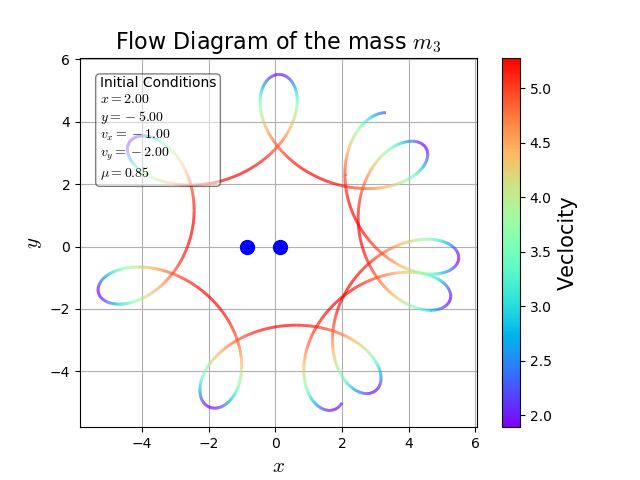 Flow Diagram of the mass m₃
Initial Conditions
x = 2.00
y = −5.00
vₓ = −1.00
v_y = −2.00
μ = 0.85
6
4
2
0
−2
−4
y
−4
−2
0
2
4
6
x
5.0
4.5
4.0
3.5
3.0
2.5
2.0
Veclocity